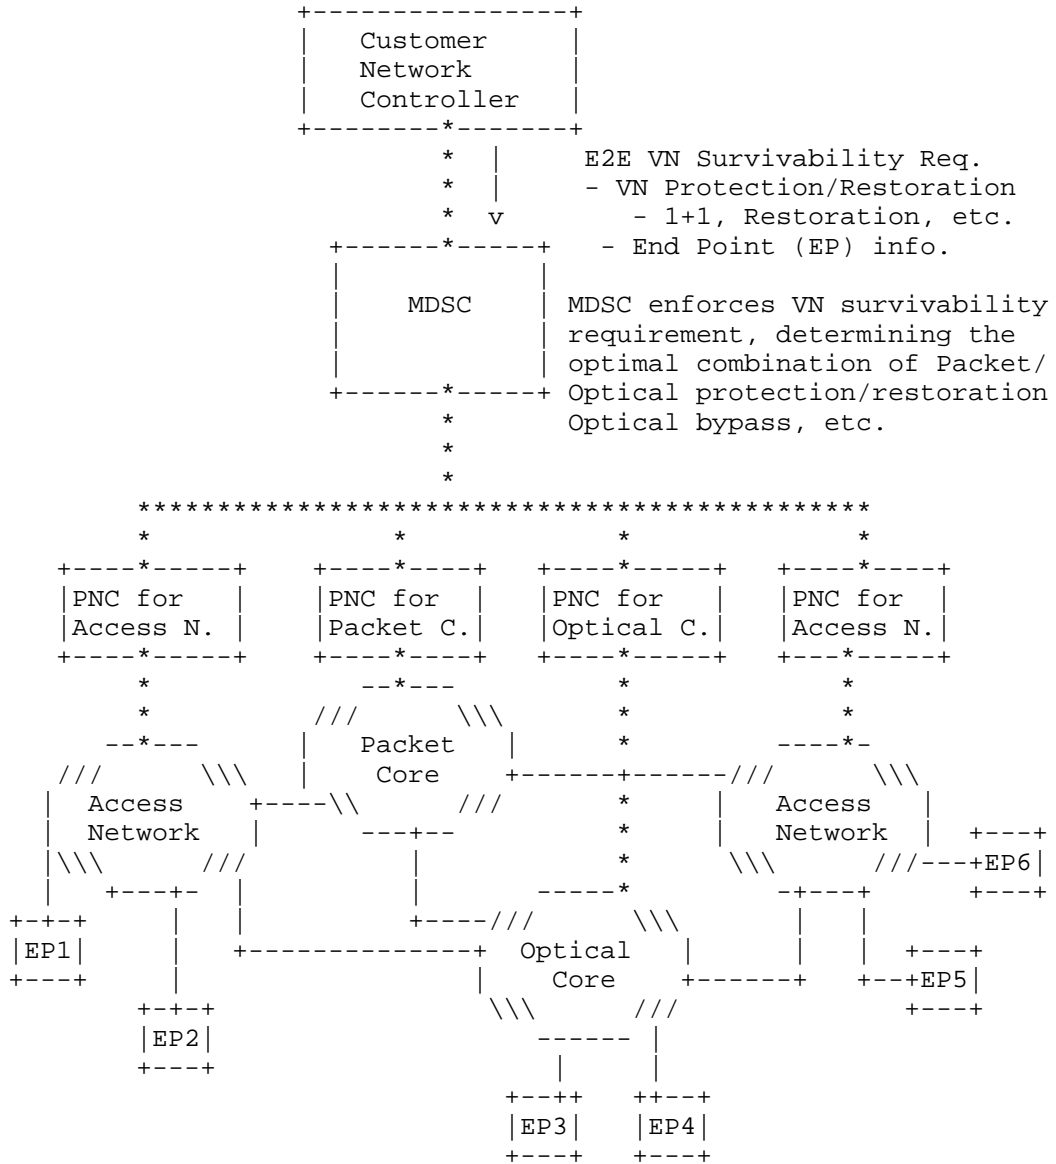 Customer
Network
Controller
E2E VN Survivability Req.
- VN Protection/Restoration
v - 1+1, Restoration, etc.
- End Point (EP) info.
MDSC MDSC enforces VN survivability
requirement, determining the
optimal combination of Packet/
Optical protection/restoration
Optical bypass, etc.
PNC for PNC for PNC for PNC for
Access N. Packet C. Optical C. Access N.
Packet
Core
Access Access
Network Network
EP6
EP1 Optical
Core EP5
EP2
EP3 EP4